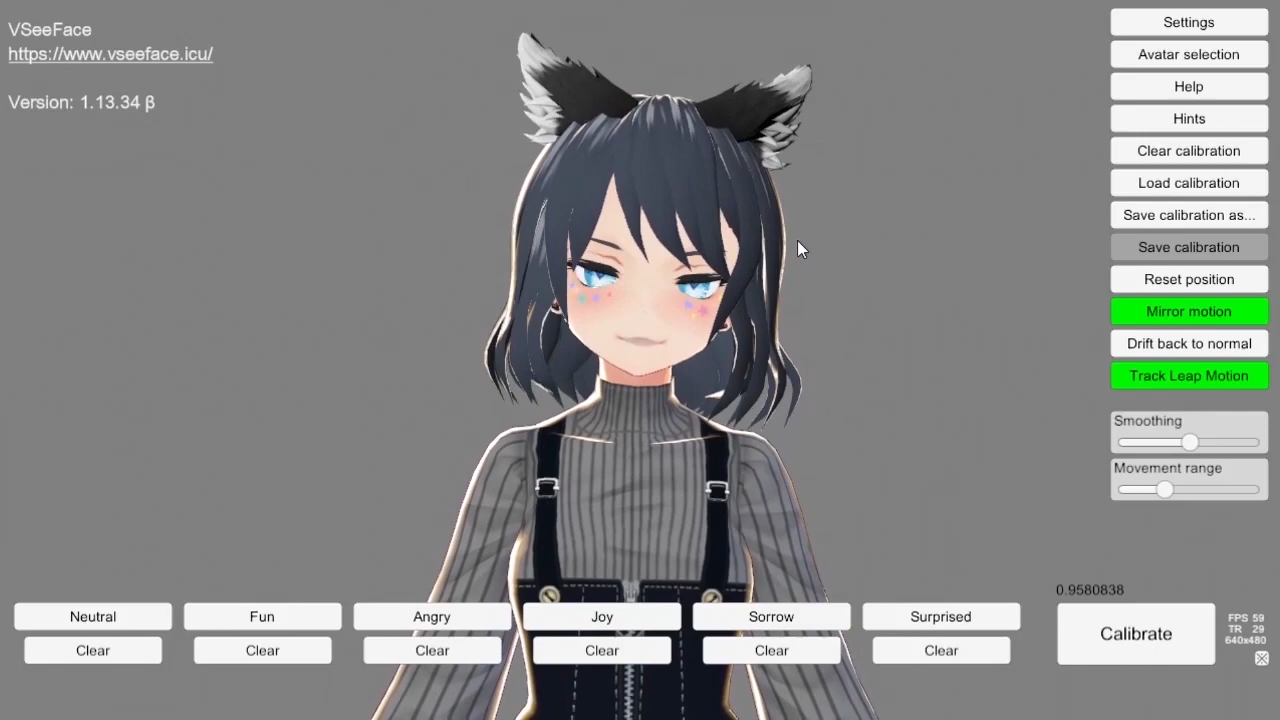 VSeeFace
https://www.vseeface.icu/
Version: 1.13.34 β
Settings
Avatar selection
Help
Hints
Clear calibration
Load calibration
Save calibration as...
Save calibration
Reset position
Mirror motion
Drift back to normal
Track Leap Motion
Smoothing
Movement range
0.9580838
Neutral
Fun
Angry
Joy
Sorrow
Surprised
Clear
Clear
Clear
Clear
Clear
Clear
Calibrate
FPS 59
TR 29
640x480